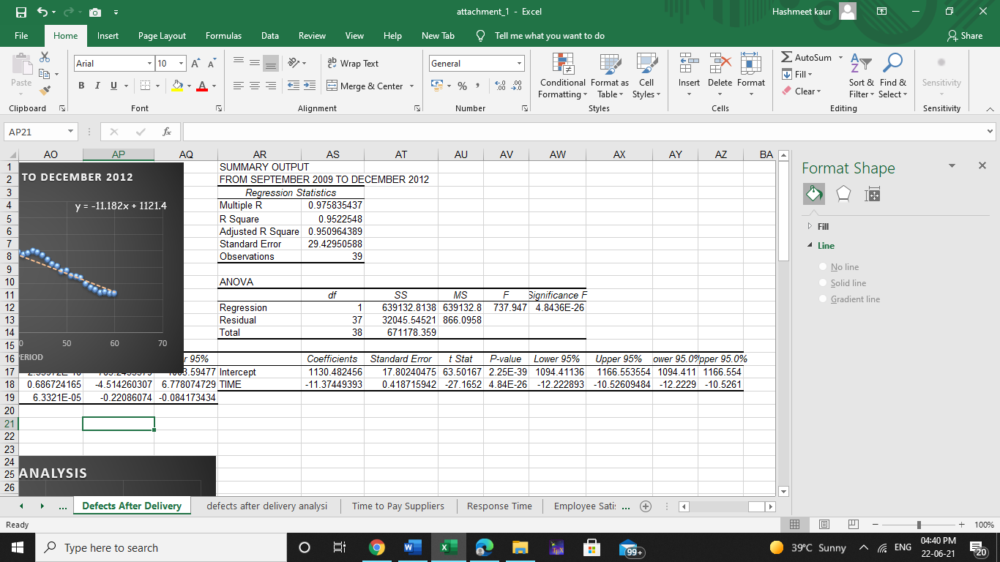 attachment_1 - Excel
Hashmeet kaur
File Home Insert Page Layout Formulas Data Review View Help New Tab Tell me what you want to do Share
Paste
Arial 10 A A
B I U A
Wrap Text
Merge & Center
General
% ,
Conditional Formatting
Format as Table
Cell Styles
Insert Delete Format
AutoSum
Fill
Clear
Sort & Filter
Find & Select
Sensitivity
Clipboard Font Alignment Number Styles Cells Editing Sensitivity
AP21 fx
AO AP AQ AR AS AT AU AV AW AX AY AZ BA
1 SUMMARY OUTPUT
2 TO DECEMBER 2012 FROM SEPTEMBER 2009 TO DECEMBER 2012
3 Regression Statistics
4 y = -11.182x + 1121.4 Multiple R 0.975835437
5 R Square 0.9522548
6 Adjusted R Square 0.950964389
7 Standard Error 29.42950588
8 Observations 39
9
10 ANOVA
11 df SS MS F Significance F
12 Regression 1 639132.8138 639132.8 737.947 4.8436E-26
13 Residual 37 32045.54521 866.0958
14 Total 38 671178.359
15 0 50 60 70
16 ERIOD r 95% Coefficients Standard Error t Stat P-value Lower 95% Upper 95% ower 95.0% pper 95.0%
17 Intercept 1130.482456 17.80240475 63.50167 2.25E-39 1094.41136 1166.553554 1094.411 1166.554
18 0.686724165 -4.514260307 6.778074729 TIME -11.37449393 0.418715942 -27.1652 4.84E-26 -12.222893 -10.52609484 -12.2229 -10.5261
19 6.3321E-05 -0.22086074 -0.084173434
20
21
22
23
24
25 ANALYSIS
26
Format Shape
Fill
Line
No line
Solid line
Gradient line
... Defects After Delivery defects after delivery analysi Time to Pay Suppliers Response Time Employee Satis ...
Ready
100%
Type here to search
99+
39°C Sunny
ENG
04:40 PM
22-06-21
20